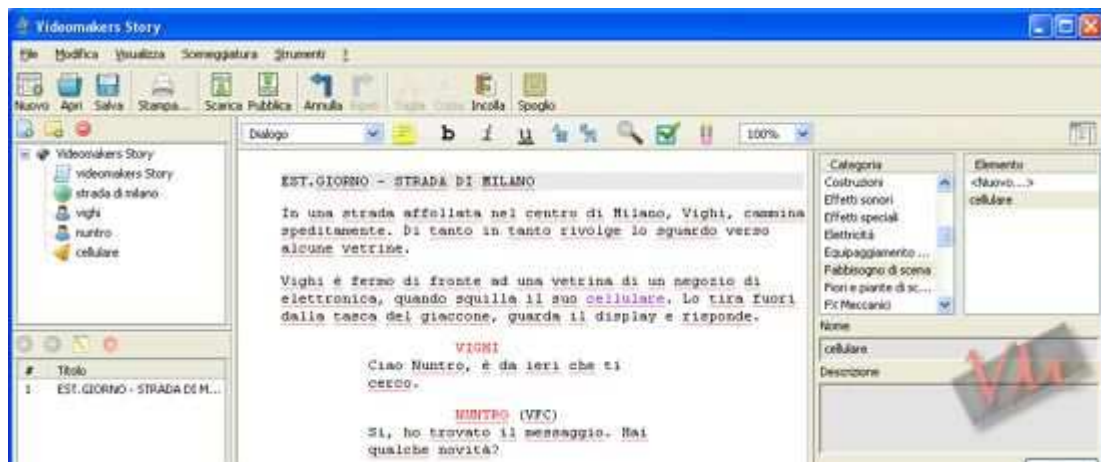 Videomakers Story
File Modifica Visualizza Sceneggiatura Strumenti ?
Nuovo Apri Salva Stampa... Scarica Pubblica Annulla Incolla Spoglio
Dialogo b i u 100%
Videomakers Story
videomakers Story
strada di milano
vighi
nuntro
cellulare
# Titolo
1 EST.GIORNO - STRADA DI M...
EST.GIORNO - STRADA DI MILANO
In una strada affollata nel centro di Milano, Vighi, cammina
speditamente. Di tanto in tanto rivolge lo sguardo verso
alcune vetrine.
Vighi è fermo di fronte ad una vetrina di un negozio di
elettronica, quando squilla il suo cellulare. Lo tira fuori
dalla tasca del giaccone, guarda il display e risponde.
VIGHI
Ciao Nuntro, è da ieri che ti
cerco.
NUNTRO (VFC)
Si, ho trovato il messaggio. Hai
qualche novità?
Categoria
Costruzioni
Effetti sonori
Effetti speciali
Elettricità
Equipaggiamento ...
Fabbisogno di scena
Fiori e piante di sc...
FX Meccanici
Elemento
<Nuovo...>
cellulare
Nome
cellulare
Descrizione